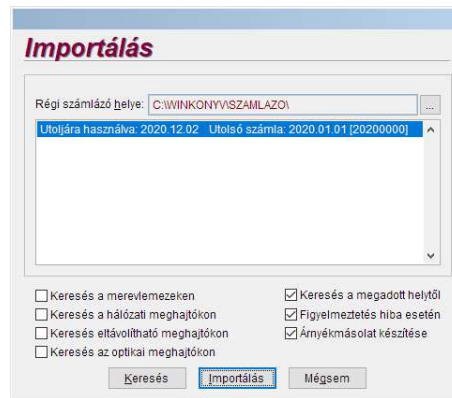 Importálás
Régi számlázó helye: C:\WINKONYV\SZAMLAZO\ ...
Utoljára használva: 2020.12.02 Utolsó számla: 2020.01.01 [20200000]
Keresés a merevlemezeken
Keresés a hálózati meghajtókon
Keresés eltávolítható meghajtókon
Keresés az optikai meghajtókon
Keresés a megadott helytől
Figyelmeztetés hiba esetén
Árnyékmásolat készítése
Keresés Importálás Mégsem